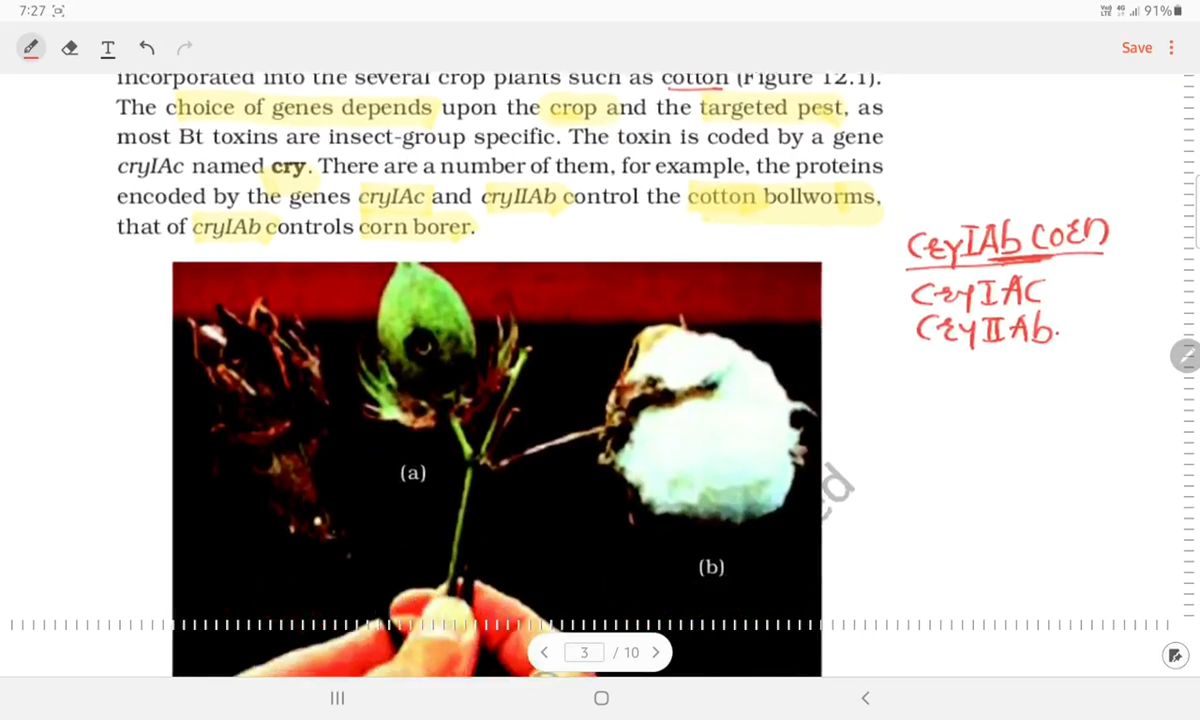 7:27
VoLTE 4G 91%
T Save
incorporated into the several crop plants such as cotton (Figure 12.1).
The choice of genes depends upon the crop and the targeted pest, as
most Bt toxins are insect-group specific. The toxin is coded by a gene
cryIAc named cry. There are a number of them, for example, the proteins
encoded by the genes cryIAc and cryIIAb control the cotton bollworms,
that of cryIAb controls corn borer.
CryIAb Corn
CryIAC
CryIIAb.
(a)
(b)
3 / 10